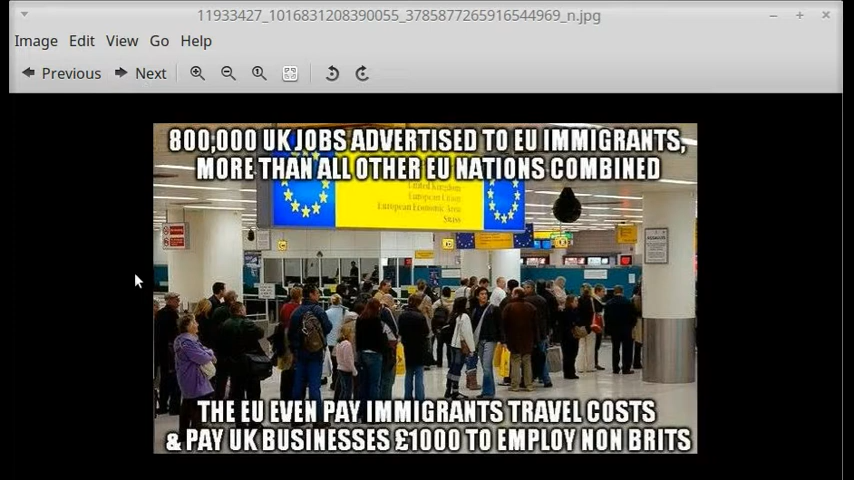 11933427_1016831208390055_3785877265916544969_n.jpg
Image Edit View Go Help
Previous Next
800,000 UK JOBS ADVERTISED TO EU IMMIGRANTS,
MORE THAN ALL OTHER EU NATIONS COMBINED
United Kingdom
European Union
European Economic Area
Swiss
THE EU EVEN PAY IMMIGRANTS TRAVEL COSTS
& PAY UK BUSINESSES £1000 TO EMPLOY NON BRITS